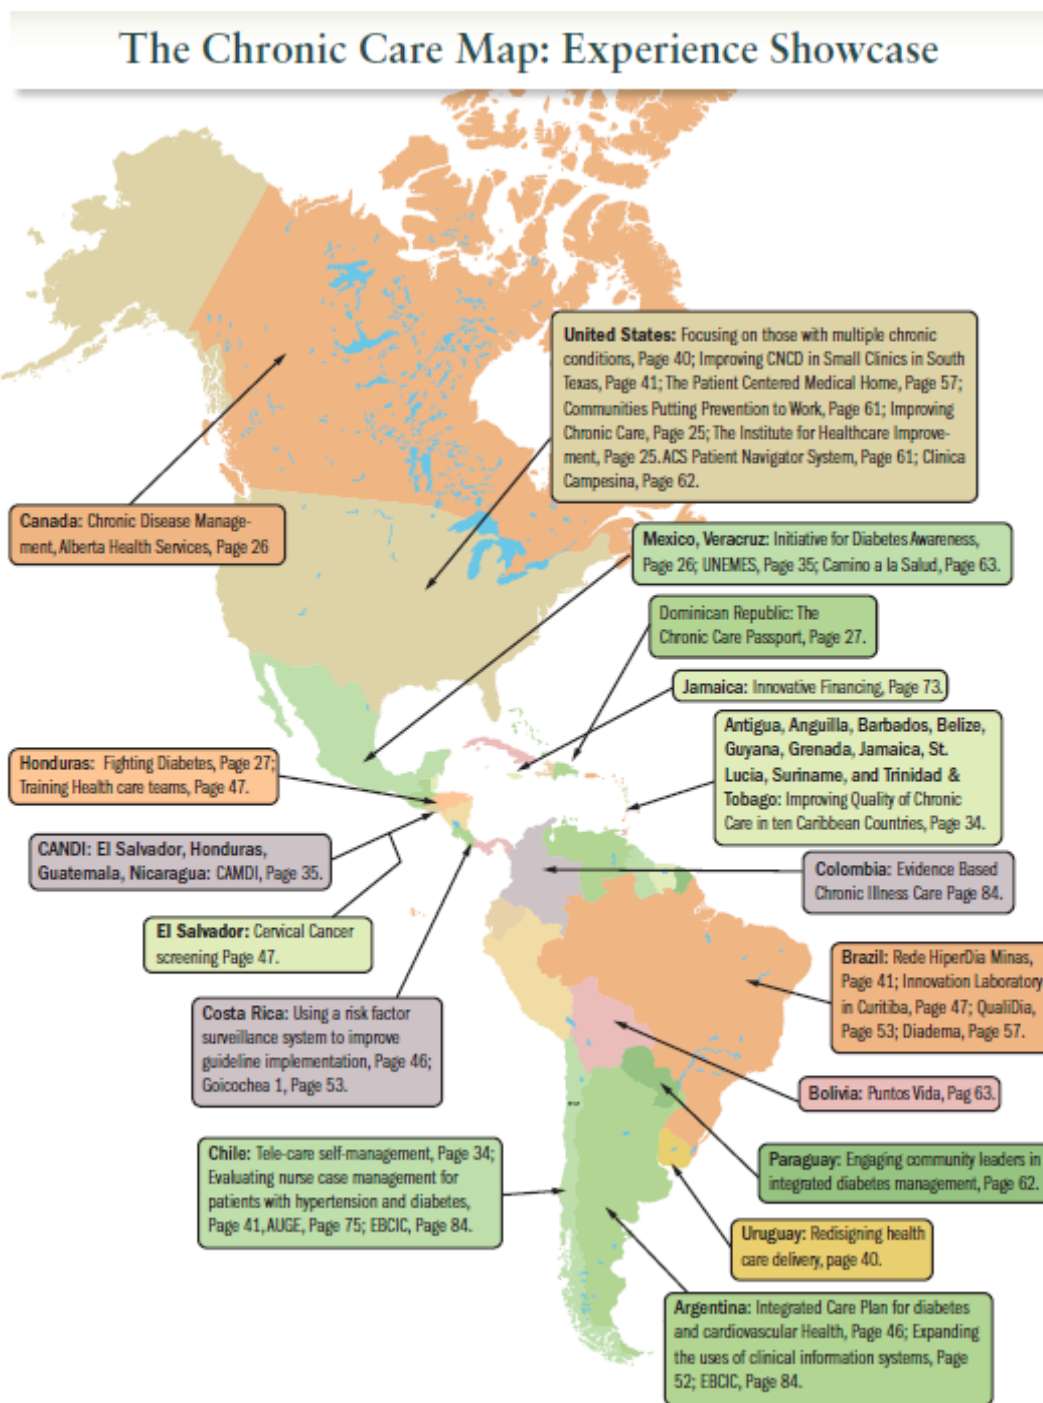 The Chronic Care Map: Experience Showcase
United States: Focusing on those with multiple chronic
conditions, Page 40; Improving CNCD in Small Clinics in South
Texas, Page 41; The Patient Centered Medical Home, Page 57;
Communities Putting Prevention to Work, Page 61; Improving
Chronic Care, Page 25; The Institute for Healthcare Improve-
ment, Page 25. ACS Patient Navigator System, Page 61; Clinica
Campesina, Page 62.
Canada: Chronic Disease Manage-
ment, Alberta Health Services, Page 26
Mexico, Veracruz: Initiative for Diabetes Awareness,
Page 26; UNEMES, Page 35; Camino a la Salud, Page 63.
Dominican Republic: The
Chronic Care Passport, Page 27.
Jamaica: Innovative Financing, Page 73.
Antigua, Anguilla, Barbados, Belize,
Guyana, Grenada, Jamaica, St.
Lucia, Suriname, and Trinidad &
Tobago: Improving Quality of Chronic
Care in ten Caribbean Countries, Page 34.
Honduras: Fighting Diabetes, Page 27;
Training Health care teams, Page 47.
CANDI: El Salvador, Honduras,
Guatemala, Nicaragua: CAMDI, Page 35.
Colombia: Evidence Based
Chronic Illness Care Page 84.
El Salvador: Cervical Cancer
screening Page 47.
Brazil: Rede HiperDia Minas,
Page 41; Innovation Laboratory
in Curitiba, Page 47; QualiDia,
Page 53; Diadema, Page 57.
Costa Rica: Using a risk factor
surveillance system to improve
guideline implementation, Page 46;
Goicochea 1, Page 53.
Bolivia: Puntos Vida, Pag 63.
Chile: Tele-care self-management, Page 34;
Evaluating nurse case management for
patients with hypertension and diabetes,
Page 41, AUGE, Page 75; EBCIC, Page 84.
Paraguay: Engaging community leaders in
integrated diabetes management, Page 62.
Uruguay: Redisigning health
care delivery, page 40.
Argentina: Integrated Care Plan for diabetes
and cardiovascular Health, Page 46; Expanding
the uses of clinical information systems, Page
52; EBCIC, Page 84.